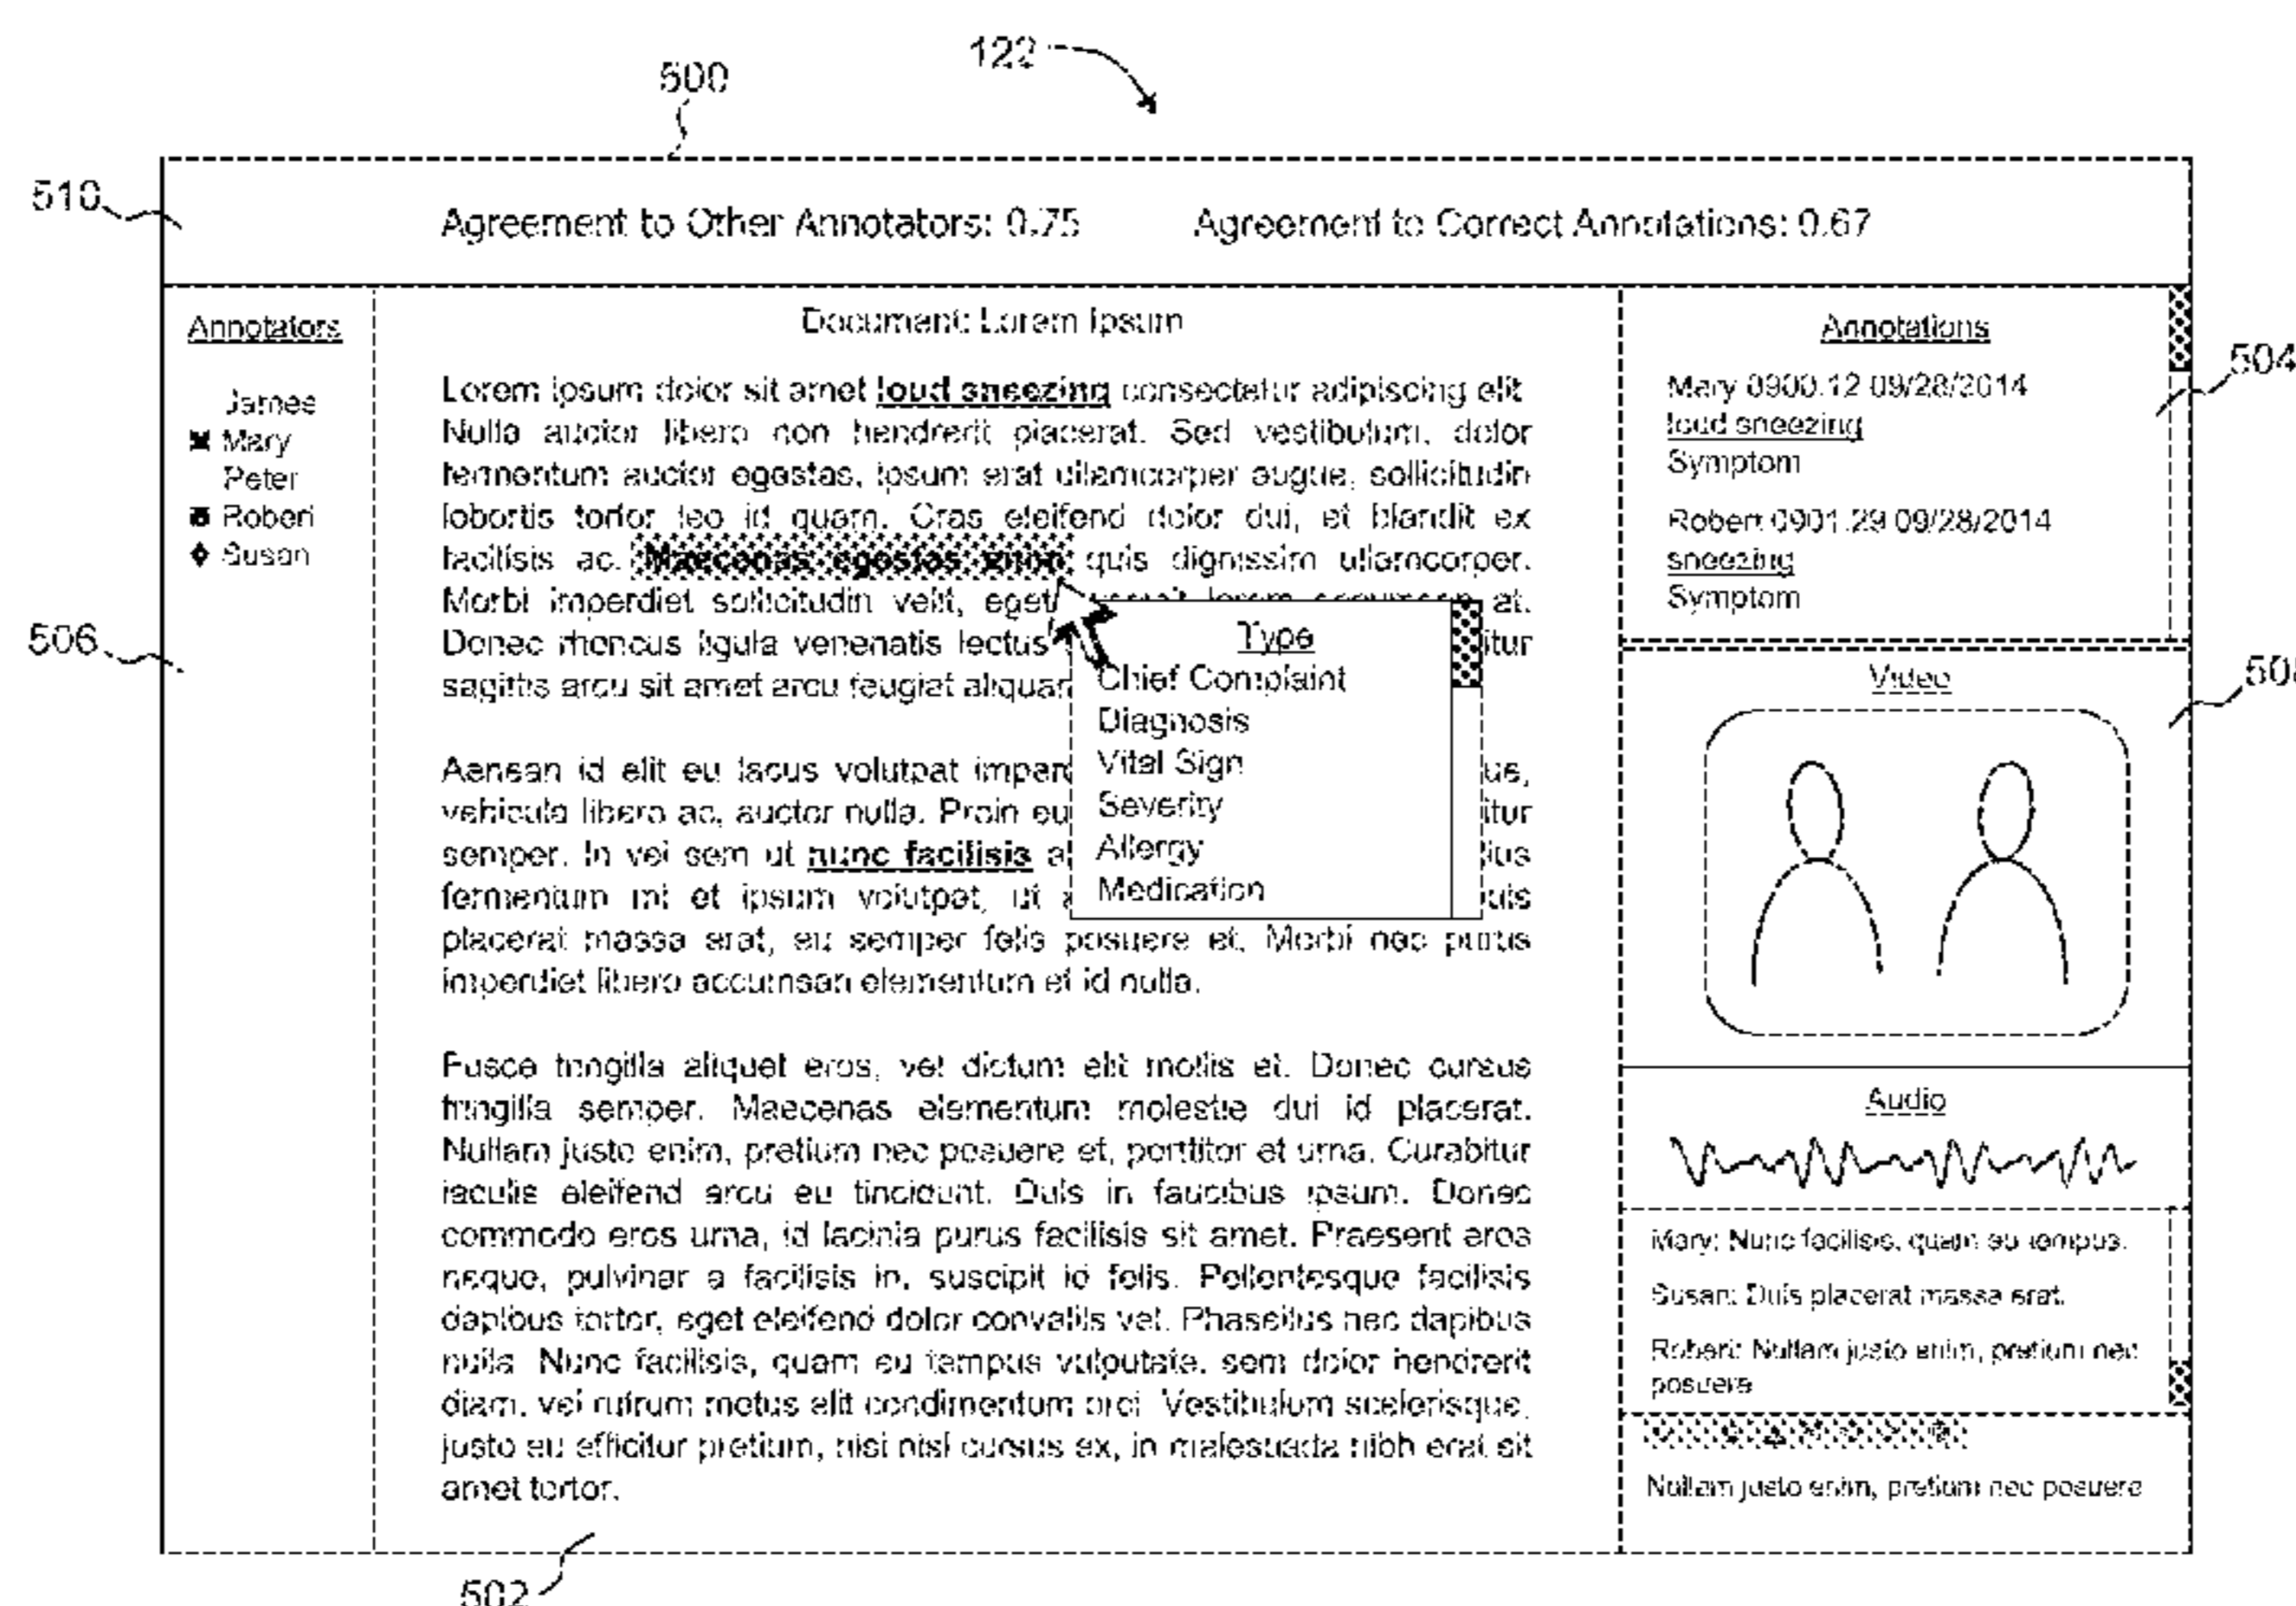 122
500
510
Agreement to Other Annotators: 0.75 Agreement to Correct Annotations: 0.67
Annotators
James
Mary
Peter
Robert
Susan
506
Document: Lorem Ipsum
Lorem ipsum dolor sit amet loud sneezing consectetur adipiscing elit.
Nulla auctor libero non hendrerit placerat. Sed vestibulum, dolor
fermentum auctor egestas, ipsum erat ullamcorper augue, sollicitudin
lobortis tortor leo id quam. Cras eleifend dolor dui, et blandit ex
facilisis ac. Maecenas egestas enim quis dignissim ullamcorper.
Morbi imperdiet sollicitudin velit, eget lorem accumsan at.
Donec rhoncus ligula venenatis lectus itur
sagittis arcu sit amet arcu feugiat aliquam
Type
Chief Complaint
Diagnosis
Vital Sign
Severity
Allergy
Medication
Aenean id elit eu lacus volutpat imperd ue,
vehicula libero ac, auctor nulla. Proin eu itur
semper. In vel sem ut nunc facilisis a ius
fermentum mi et ipsum volutpat, ut uis
placerat massa erat, eu semper felis posuere et. Morbi nec purus
imperdiet libero accumsan elementum et id nulla.
Fusce fringilla aliquet eros, vel dictum elit mollis et. Donec cursus
fringilla semper. Maecenas elementum molestie dui id placerat.
Nullam justo enim, pretium nec posuere et, porttitor et urna. Curabitur
iaculis eleifend arcu eu tincidunt. Duis in faucibus ipsum. Donec
commodo eros urna, id lacinia purus facilisis sit amet. Praesent eros
neque, pulvinar a facilisis in, suscipit id felis. Pellentesque facilisis
dapibus tortor, eget eleifend dolor convallis vel. Phasellus nec dapibus
nulla. Nunc facilisis, quam eu tempus vulputate, sem dolor hendrerit
diam, vel rutrum metus elit condimentum orci. Vestibulum scelerisque,
justo eu efficitur pretium, nisi nisl cursus ex, in malesuada nibh erat sit
amet tortor.
502
Annotations
Mary 0900.12 09/28/2014
loud sneezing
Symptom
Robert 0901.29 09/28/2014
sneezing
Symptom
504
Video
Audio
Mary: Nunc facilisis, quam eu tempus.
Susan: Duis placerat massa erat.
Robert: Nullam justo enim, pretium nec
posuere
Nullam justo enim, pretium nec posuere